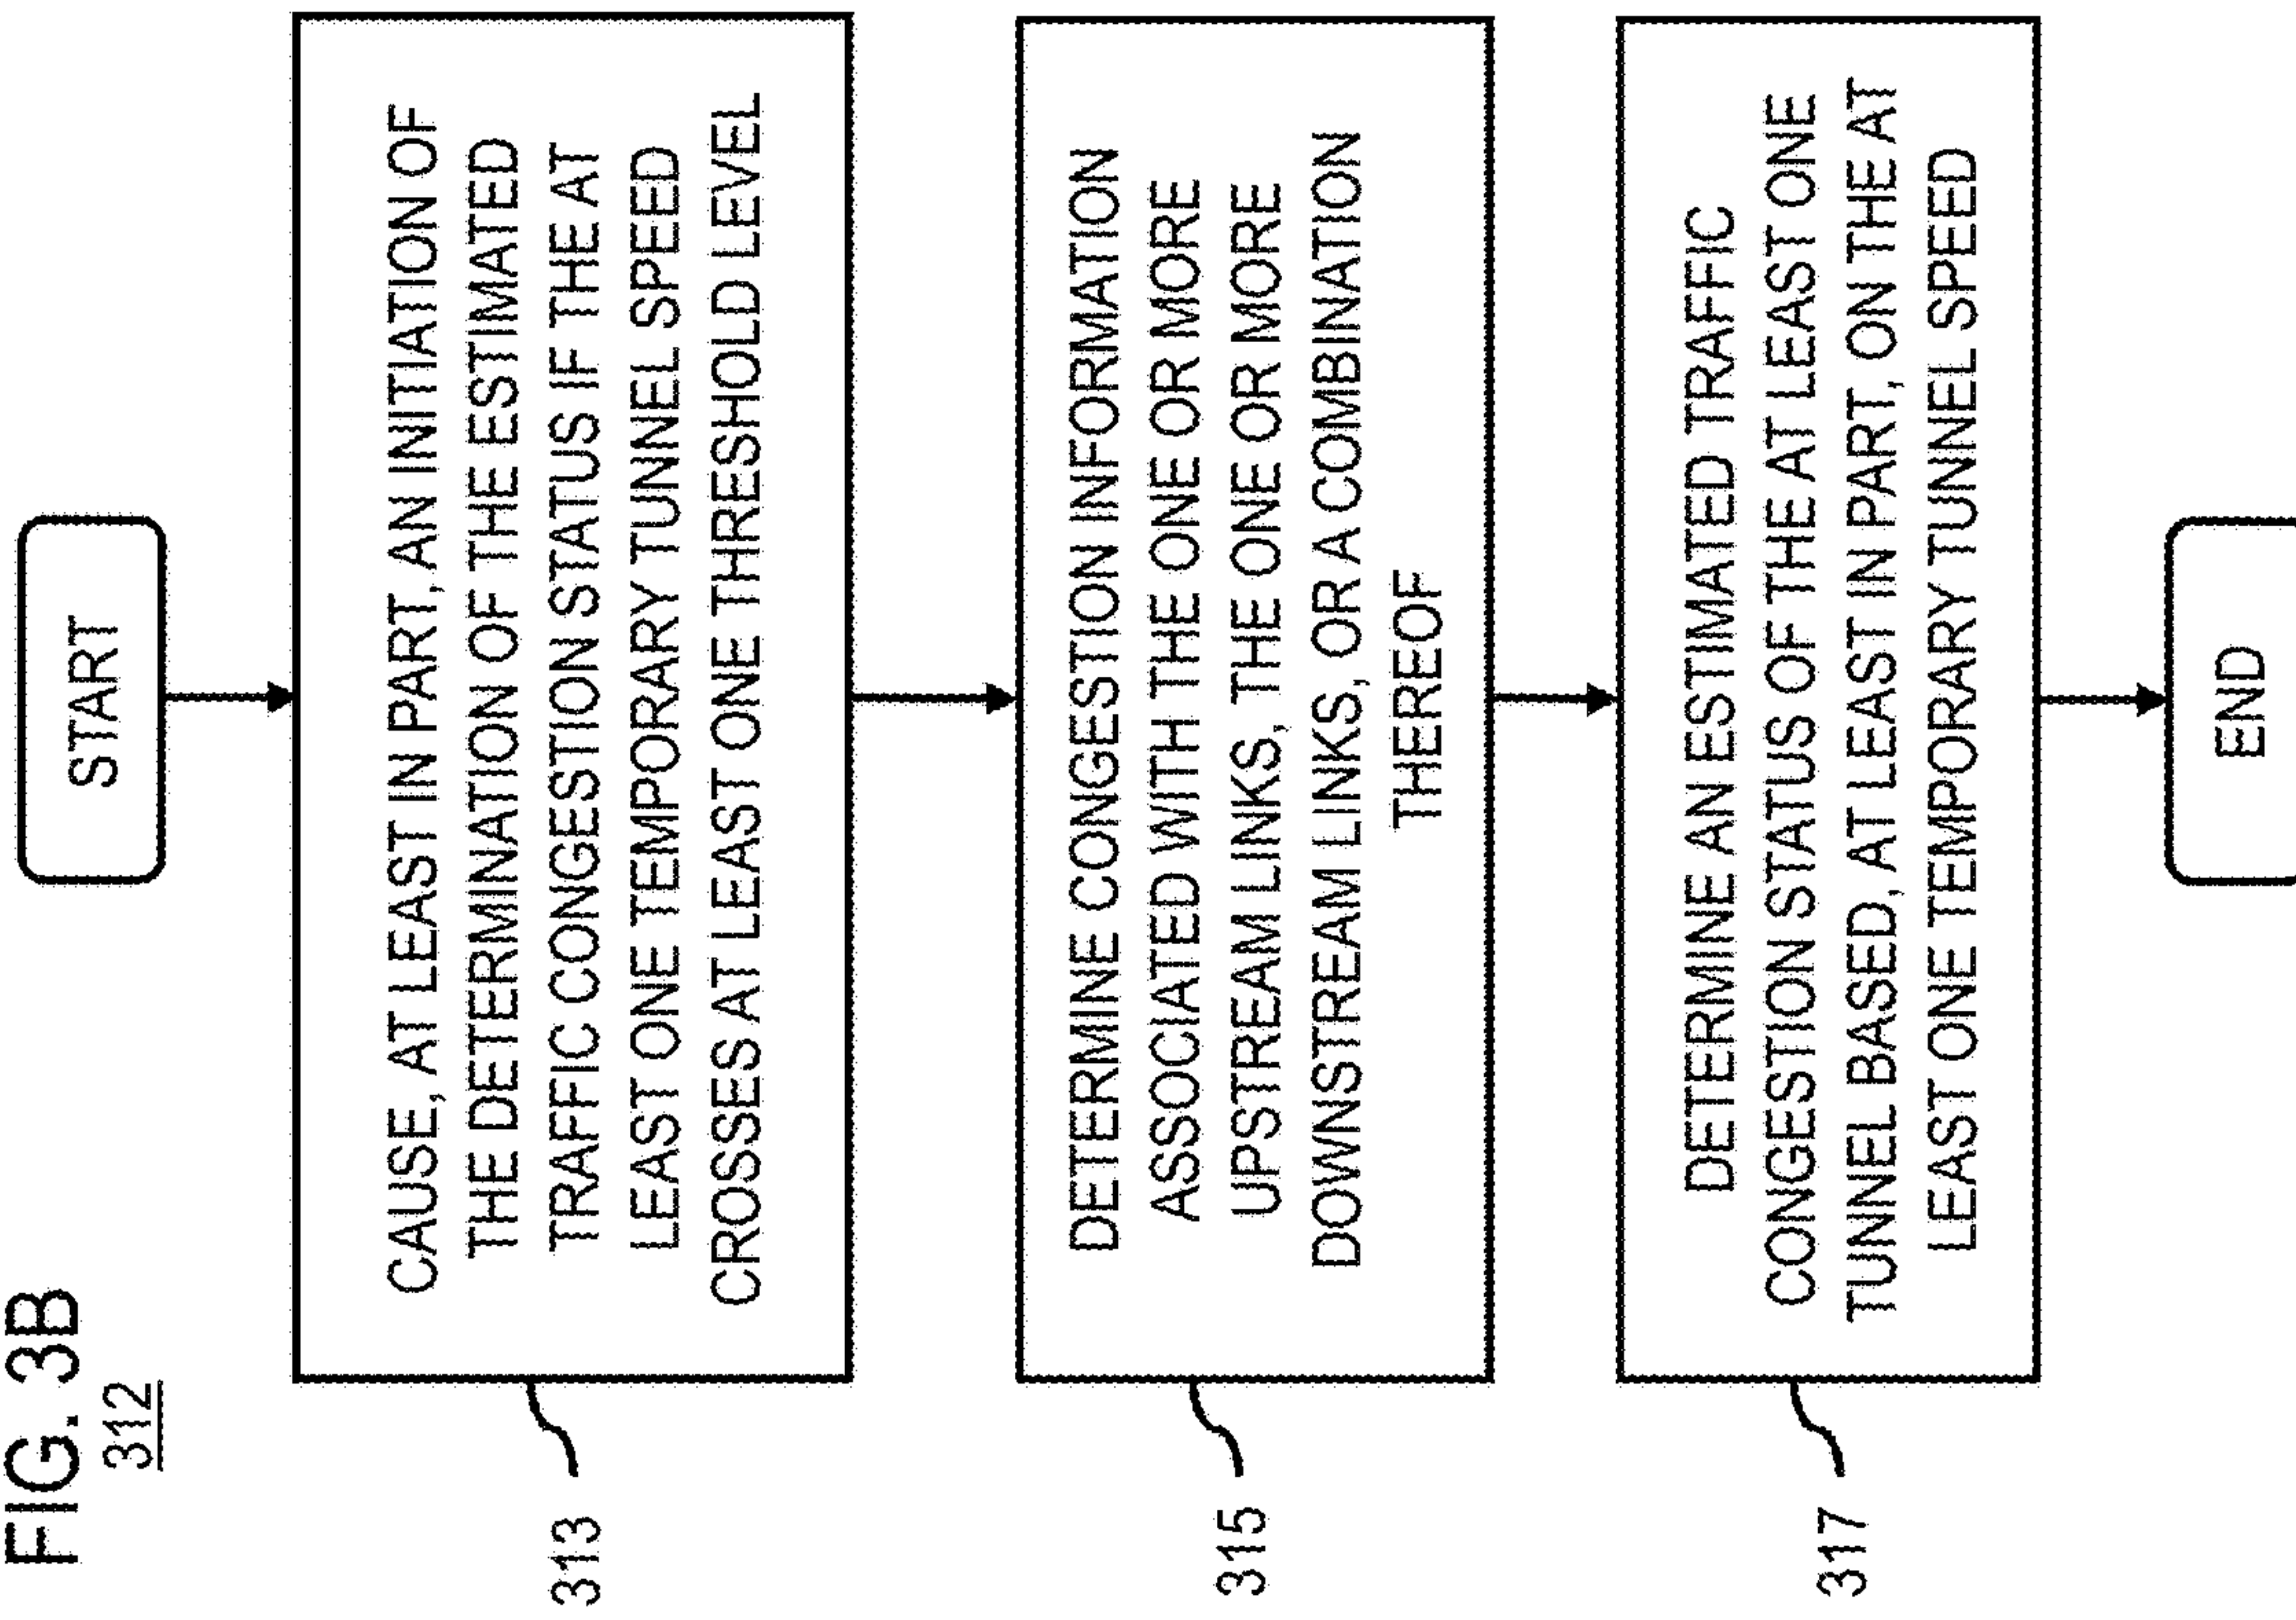 FIG. 3B
312
START
CAUSE, AT LEAST IN PART, AN INITIATION OF
THE DETERMINATION OF THE ESTIMATED
TRAFFIC CONGESTION STATUS IF THE AT
LEAST ONE TEMPORARY TUNNEL SPEED
CROSSES AT LEAST ONE THRESHOLD LEVEL
313
DETERMINE CONGESTION INFORMATION
ASSOCIATED WITH THE ONE OR MORE
UPSTREAM LINKS, THE ONE OR MORE
DOWNSTREAM LINKS, OR A COMBINATION
THEREOF
315
DETERMINE AN ESTIMATED TRAFFIC
CONGESTION STATUS OF THE AT LEAST ONE
TUNNEL BASED, AT LEAST IN PART, ON THE AT
LEAST ONE TEMPORARY TUNNEL SPEED
317
END